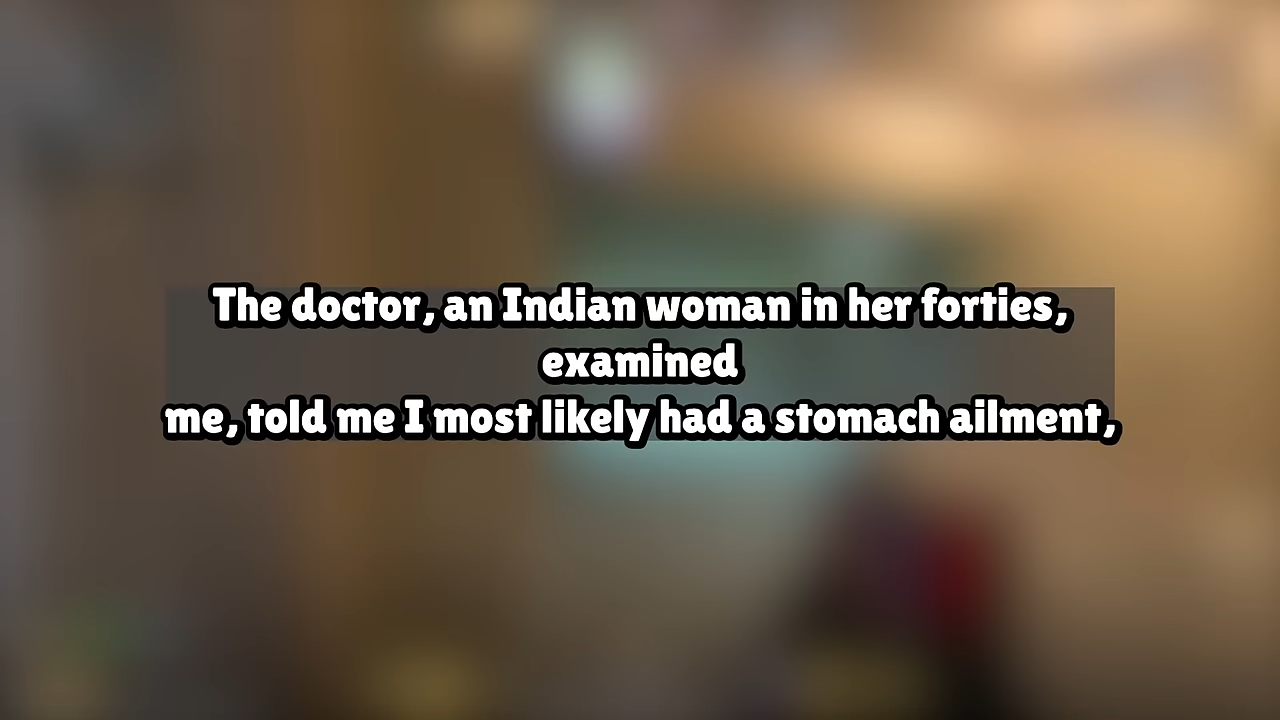 The doctor, an Indian woman in her forties,
examined
me, told me I most likely had a stomach ailment,